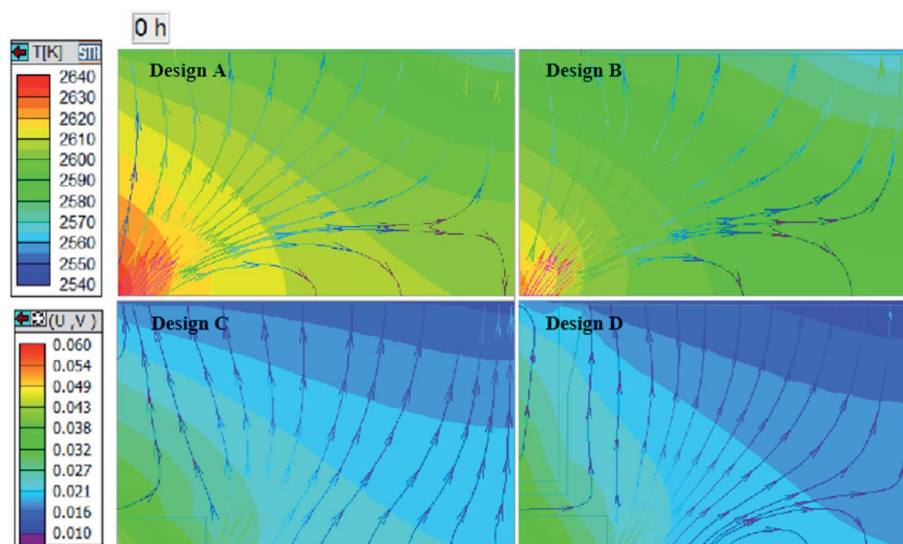 0 h
T[K]
STR
2640
2630
2620
2610
2600
2590
2580
2570
2560
2550
2540
Design A
Design B
(U ,V )
0.060
0.054
0.049
0.043
0.038
0.032
0.027
0.021
0.016
0.010
Design C
Design D